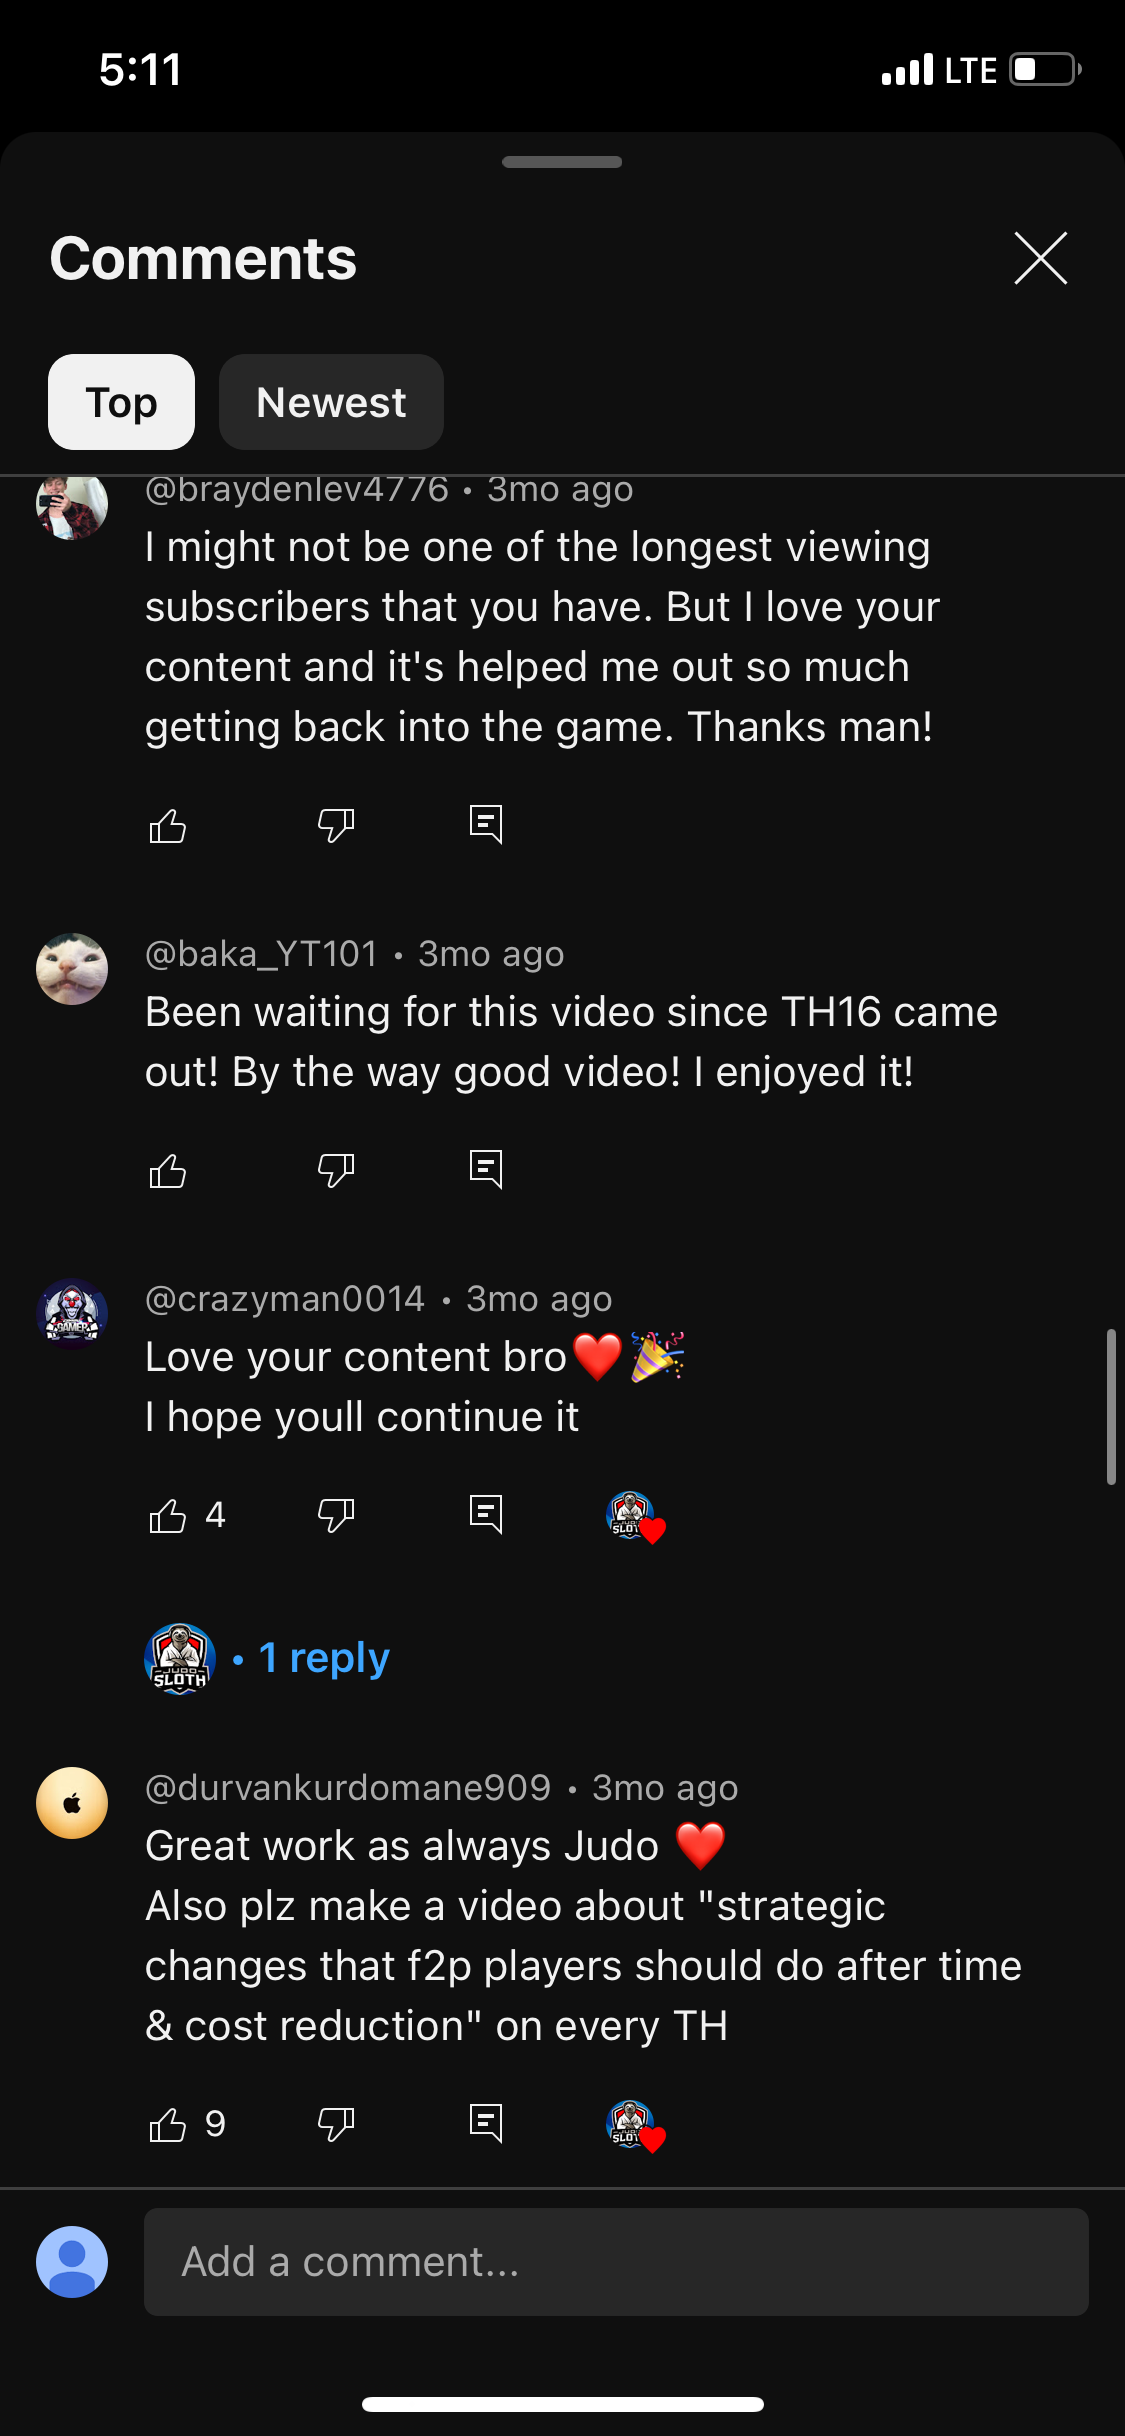 5:11
LTE
Comments
Top
Newest
@braydenlev4776 • 3mo ago
I might not be one of the longest viewing
subscribers that you have. But I love your
content and it's helped me out so much
getting back into the game. Thanks man!
@baka_YT101 • 3mo ago
Been waiting for this video since TH16 came
out! By the way good video! I enjoyed it!
GAMER
@crazyman0014 • 3mo ago
Love your content bro❤️🎉
I hope youll continue it
4
JUDO
SLOTH
• 1 reply
@durvankurdomane909 • 3mo ago
Great work as always Judo ❤️
Also plz make a video about "strategic
changes that f2p players should do after time
& cost reduction" on every TH
9
Add a comment...